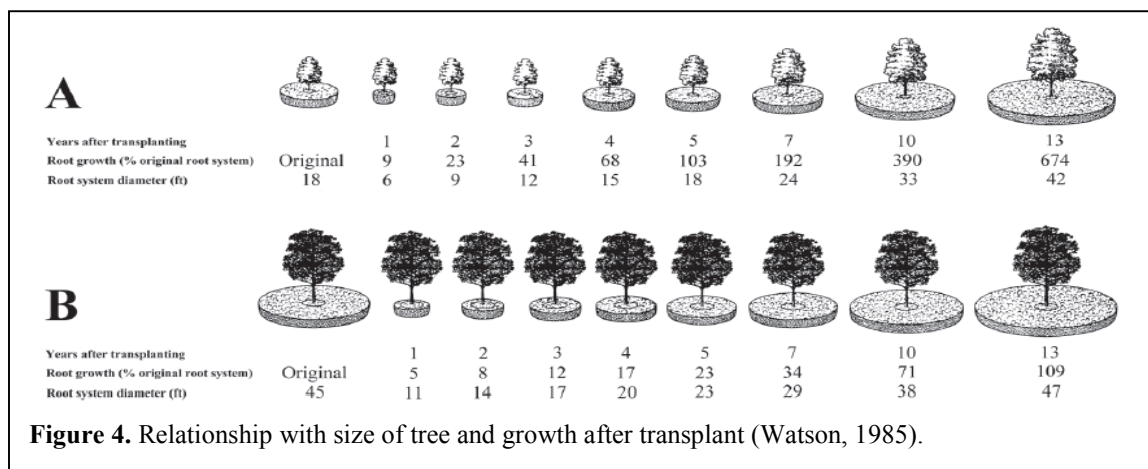 A
Years after transplanting 1 2 3 4 5 7 10 13
Root growth (% original root system) Original 9 23 41 68 103 192 390 674
Root system diameter (ft) 18 6 9 12 15 18 24 33 42
B
Years after transplanting 1 2 3 4 5 7 10 13
Root growth (% original root system) Original 5 8 12 17 23 34 71 109
Root system diameter (ft) 45 11 14 17 20 23 29 38 47
Figure 4. Relationship with size of tree and growth after transplant (Watson, 1985).